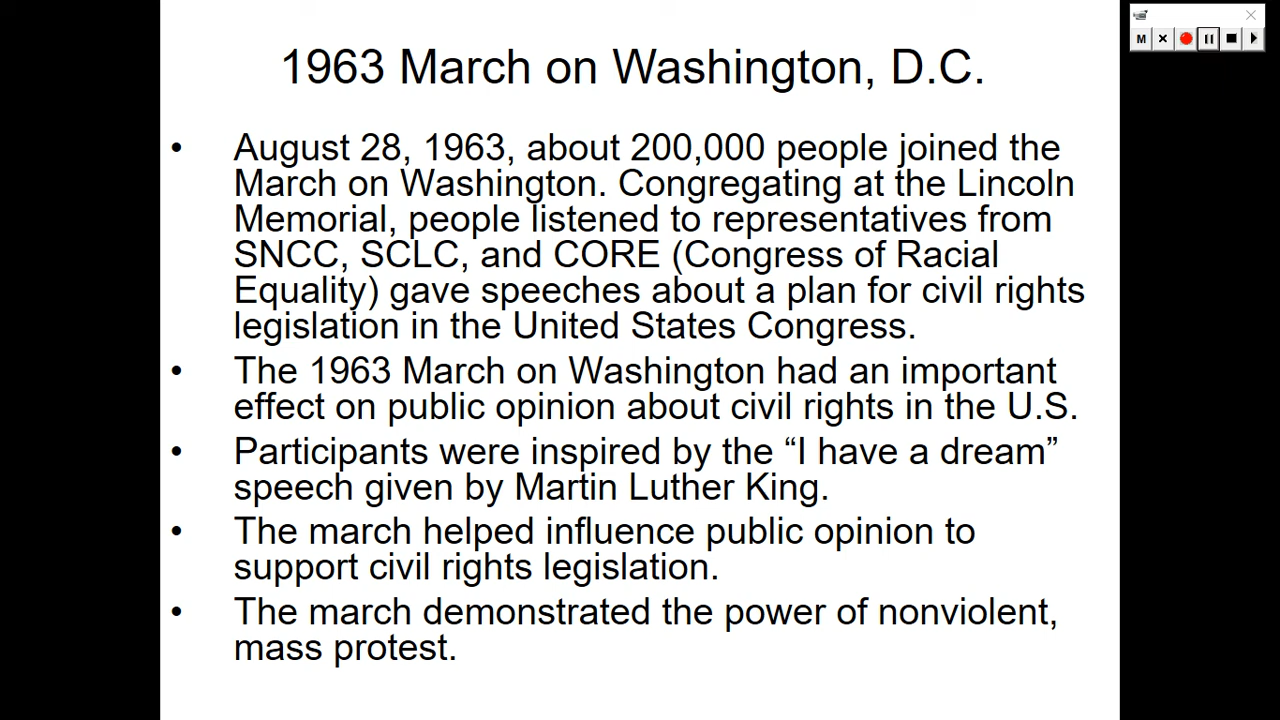 1963 March on Washington, D.C.
• August 28, 1963, about 200,000 people joined the
March on Washington. Congregating at the Lincoln
Memorial, people listened to representatives from
SNCC, SCLC, and CORE (Congress of Racial
Equality) gave speeches about a plan for civil rights
legislation in the United States Congress.
• The 1963 March on Washington had an important
effect on public opinion about civil rights in the U.S.
• Participants were inspired by the “I have a dream”
speech given by Martin Luther King.
• The march helped influence public opinion to
support civil rights legislation.
• The march demonstrated the power of nonviolent,
mass protest.
M